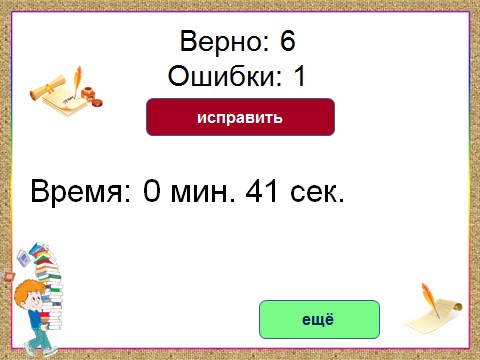 Верно: 6
Ошибки: 1
исправить
Время: 0 мин. 41 сек.
ещё